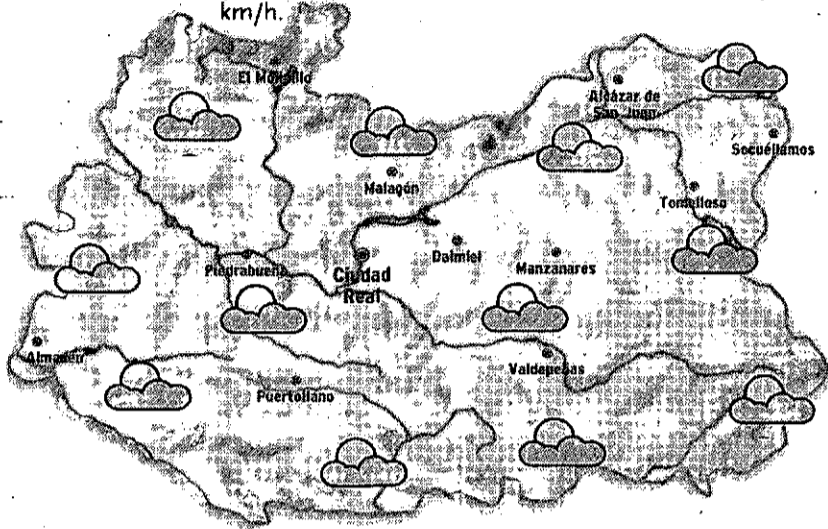 km/h.
El Molinillo
Alcázar de
San Juan
Socuéllamos
Malagón
Tomelloso
Piedrabuena
Ciudad
Real
Daimiel
Manzanares
Almadén
Valdepeñas
Puertollano